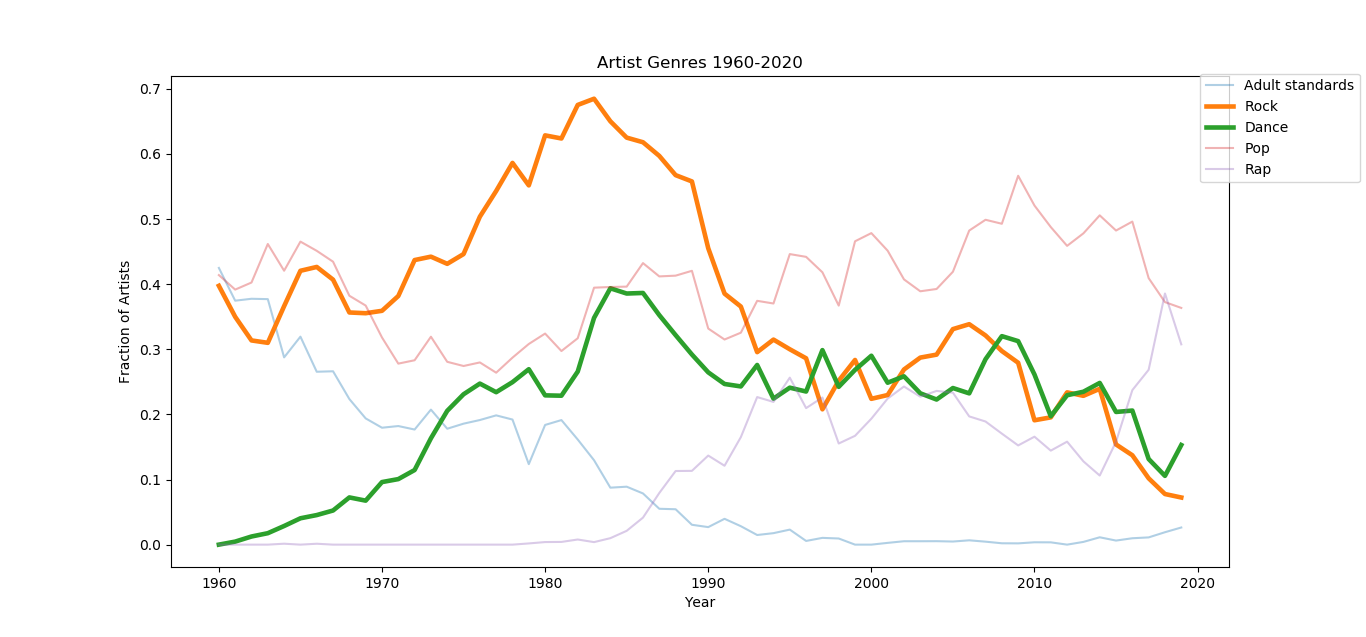 Artist Genres 1960-2020
Adult standards
Rock
Dance
Pop
Rap
Fraction of Artists
0.7
0.6
0.5
0.4
0.3
0.2
0.1
0.0
1960 1970 1980 1990 2000 2010 2020
Year